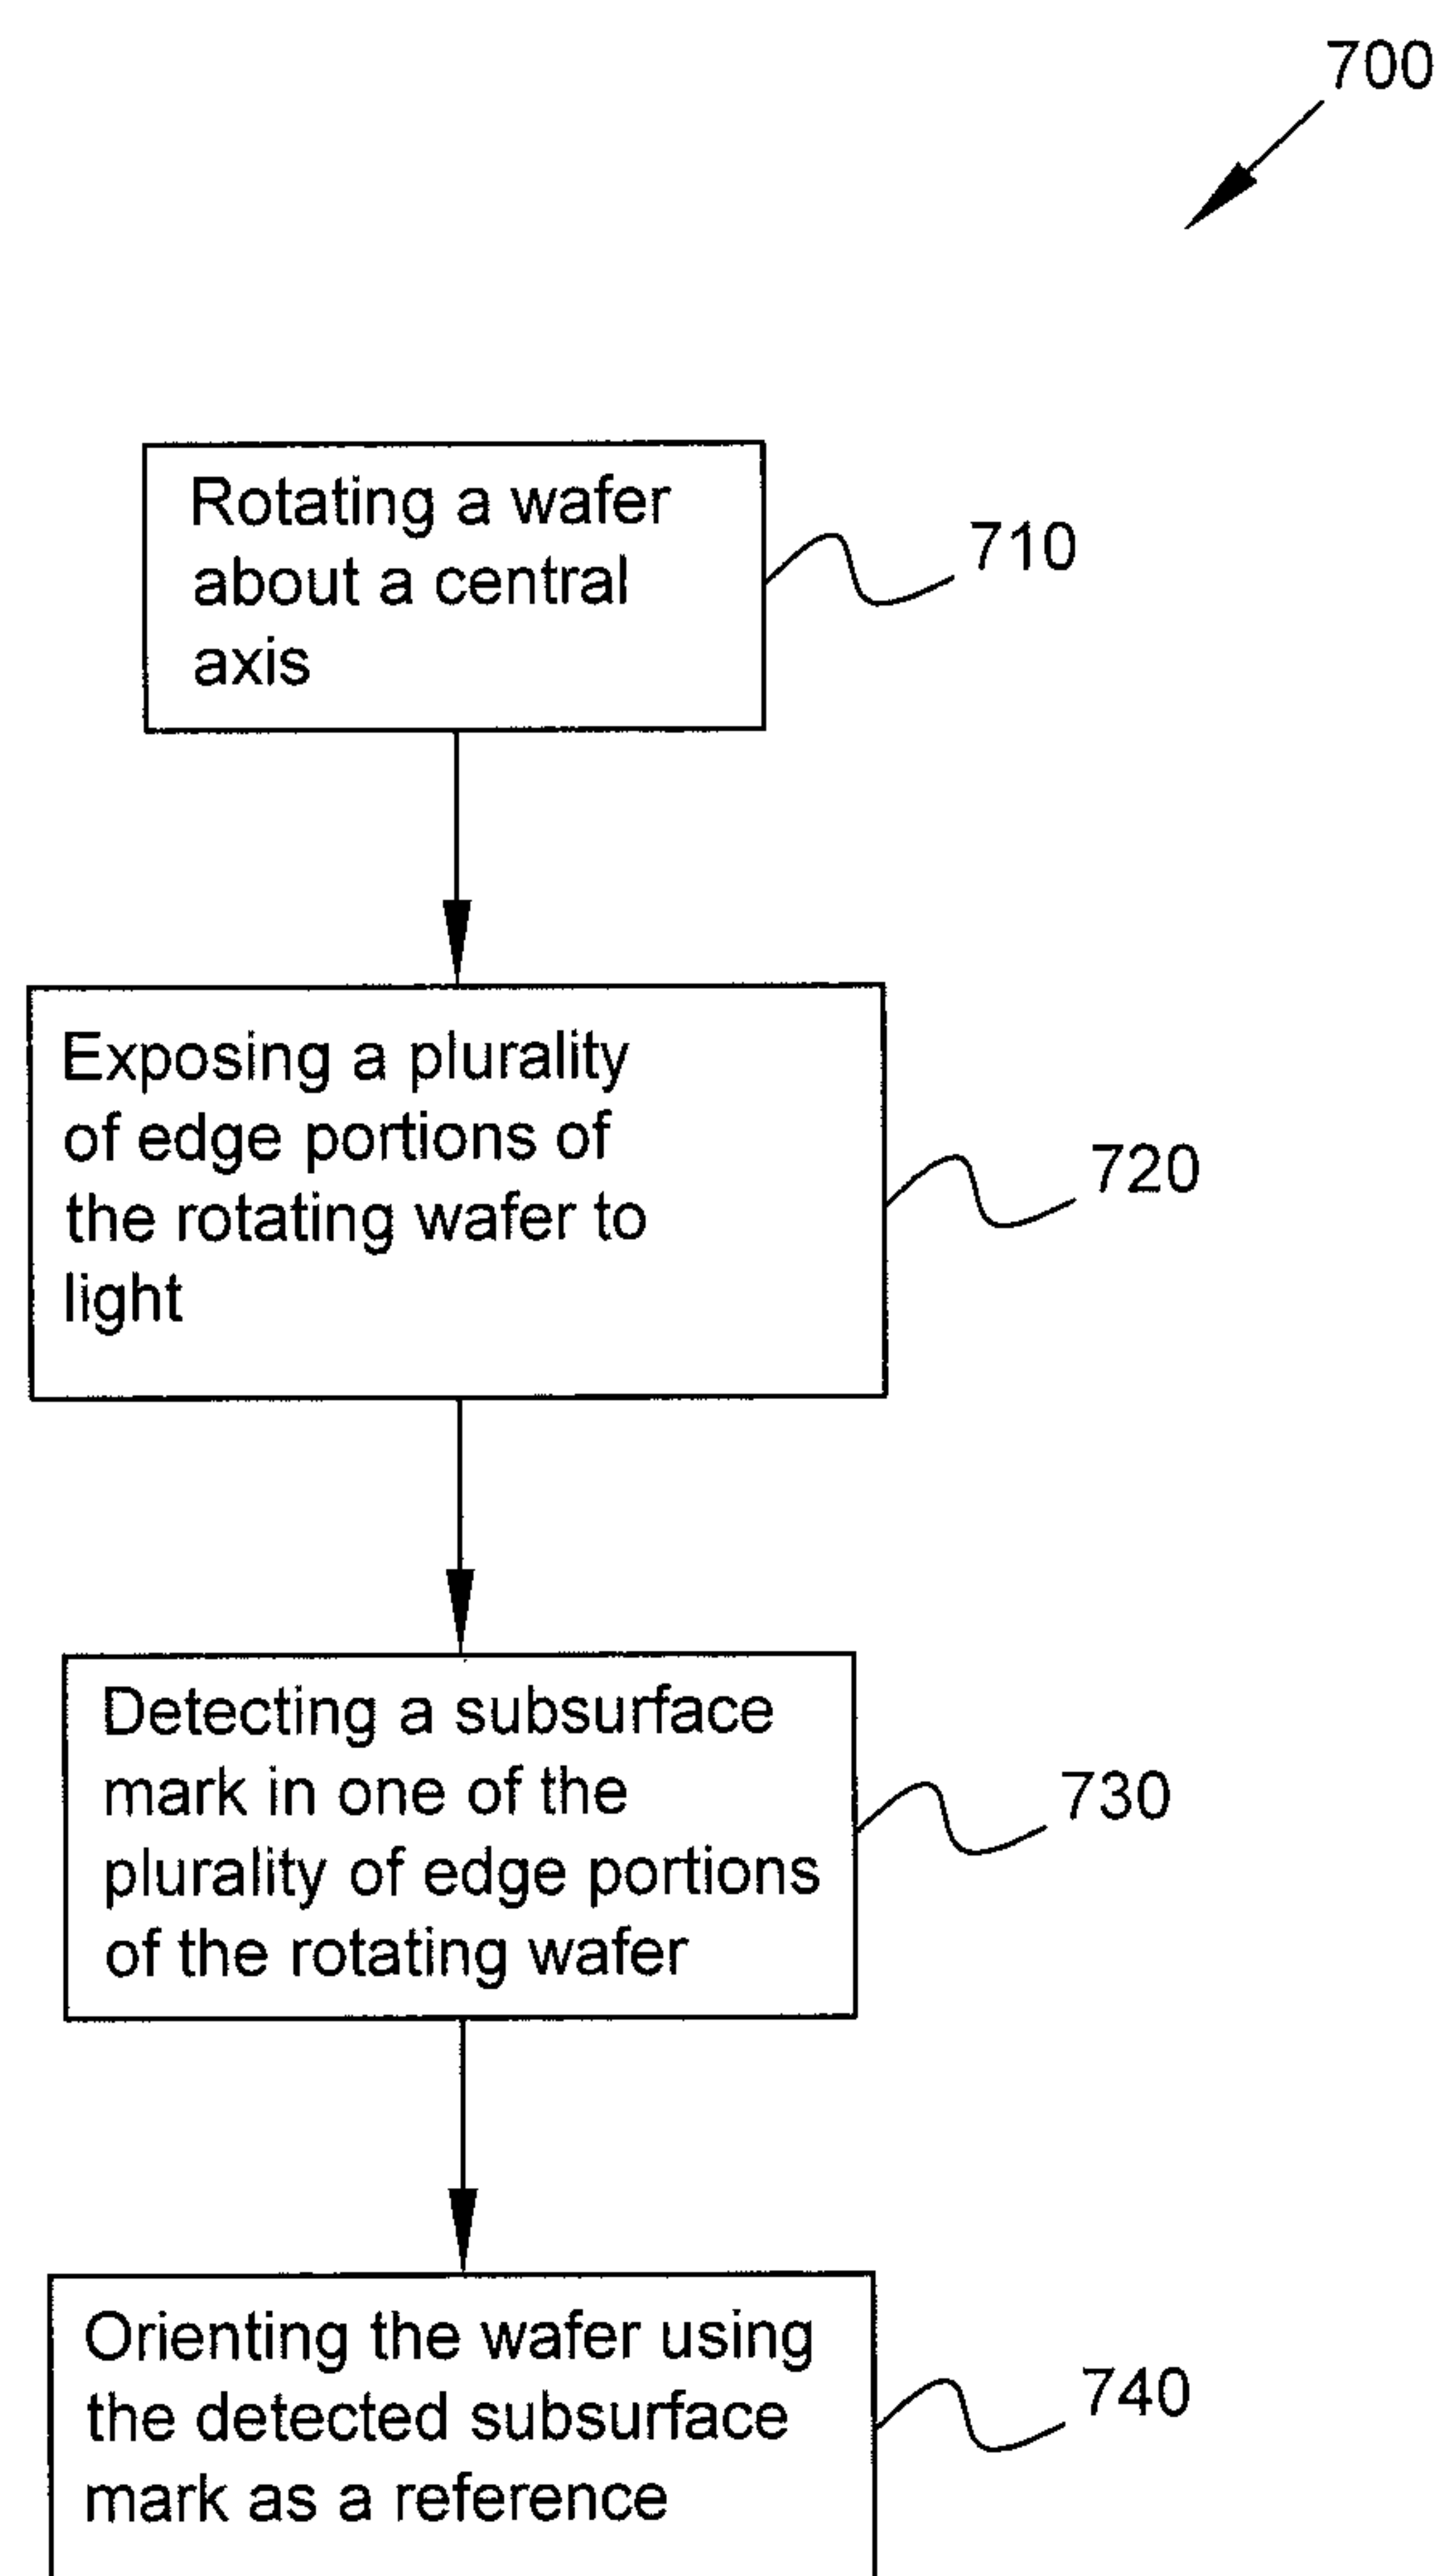 700
Rotating a wafer
about a central
axis
710
Exposing a plurality
of edge portions of
the rotating wafer to
light
720
Detecting a subsurface
mark in one of the
plurality of edge portions
of the rotating wafer
730
Orienting the wafer using
the detected subsurface
mark as a reference
740